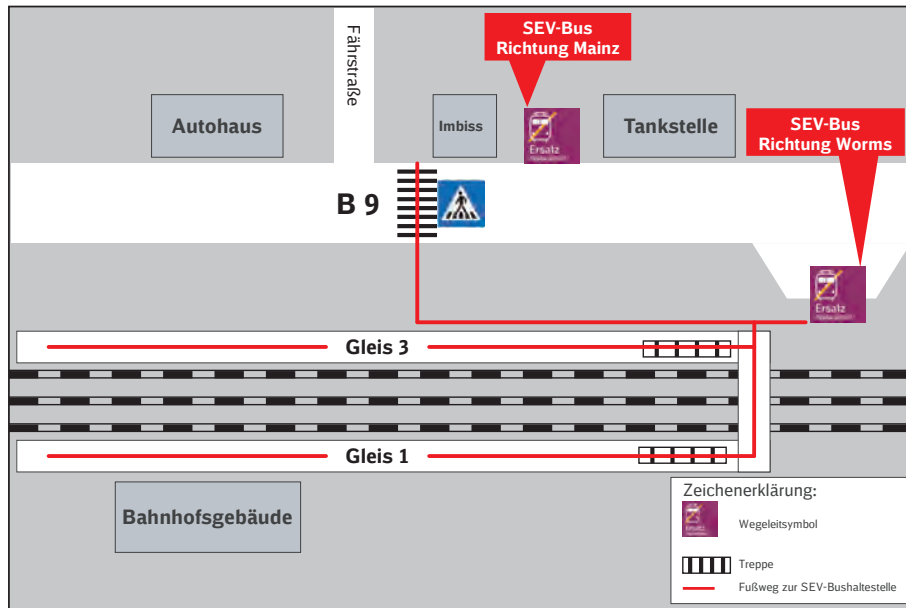 Fährstraße
SEV-Bus
Richtung Mainz
Autohaus
Imbiss
Ersatz
Tankstelle
SEV-Bus
Richtung Worms
B 9
Ersatz
Gleis 3
Gleis 1
Bahnhofsgebäude
Zeichenerklärung:
Ersatz
Wegeleitsymbol
Treppe
Fußweg zur SEV-Bushaltestelle